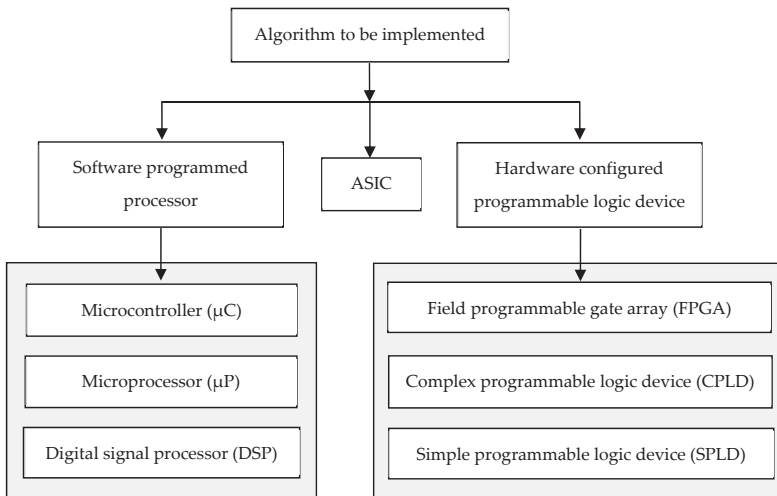 Algorithm to be implemented
Software programmed
processor
ASIC
Hardware configured
programmable logic device
Microcontroller (μC)
Microprocessor (μP)
Digital signal processor (DSP)
Field programmable gate array (FPGA)
Complex programmable logic device (CPLD)
Simple programmable logic device (SPLD)